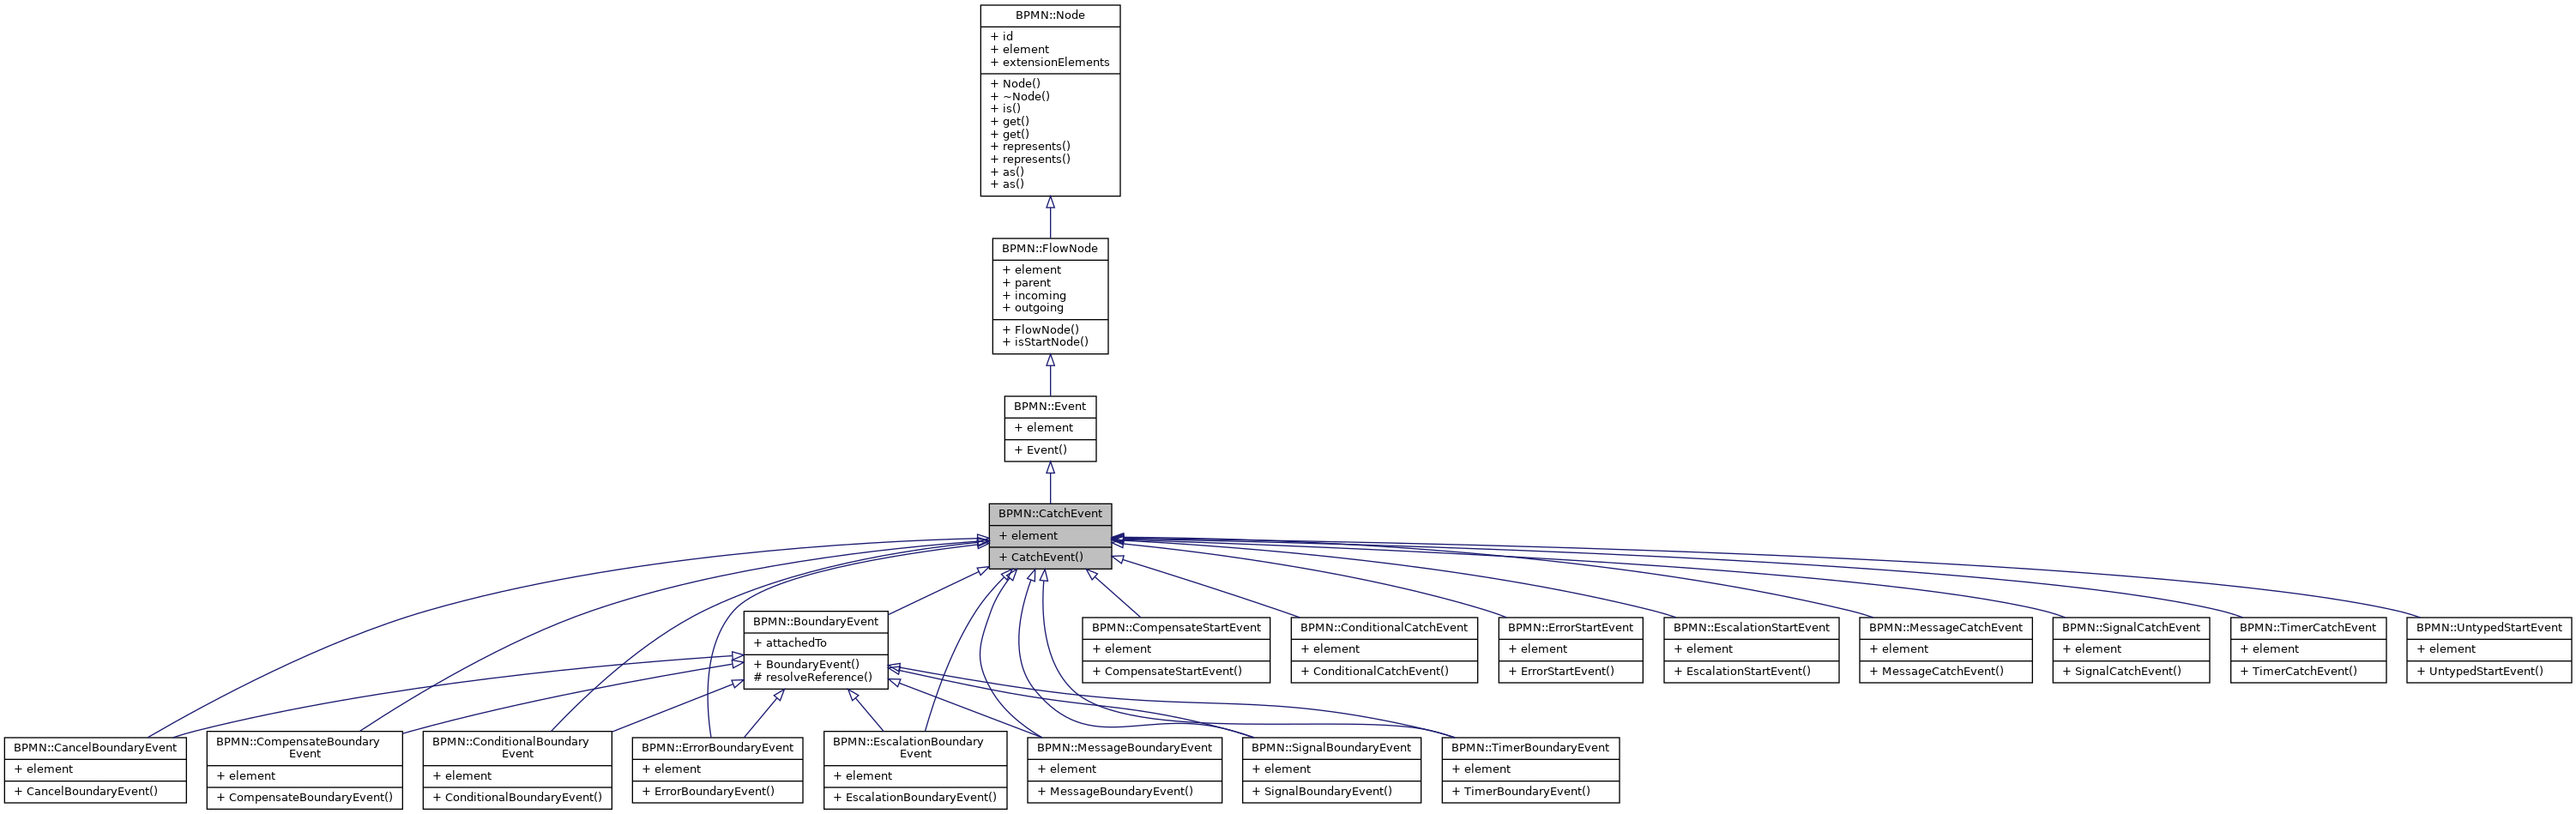 BPMN::Node
+ id
+ element
+ extensionElements
+ Node()
+ ~Node()
+ is()
+ get()
+ get()
+ represents()
+ represents()
+ as()
+ as()
BPMN::FlowNode
+ element
+ parent
+ incoming
+ outgoing
+ FlowNode()
+ isStartNode()
BPMN::Event
+ element
+ Event()
BPMN::CatchEvent
+ element
+ CatchEvent()
BPMN::BoundaryEvent
+ attachedTo
+ BoundaryEvent()
# resolveReference()
BPMN::CompensateStartEvent
+ element
+ CompensateStartEvent()
BPMN::ConditionalCatchEvent
+ element
+ ConditionalCatchEvent()
BPMN::ErrorStartEvent
+ element
+ ErrorStartEvent()
BPMN::EscalationStartEvent
+ element
+ EscalationStartEvent()
BPMN::MessageCatchEvent
+ element
+ MessageCatchEvent()
BPMN::SignalCatchEvent
+ element
+ SignalCatchEvent()
BPMN::TimerCatchEvent
+ element
+ TimerCatchEvent()
BPMN::UntypedStartEvent
+ element
+ UntypedStartEvent()
BPMN::CancelBoundaryEvent
+ element
+ CancelBoundaryEvent()
BPMN::CompensateBoundary
Event
+ element
+ CompensateBoundaryEvent()
BPMN::ConditionalBoundary
Event
+ element
+ ConditionalBoundaryEvent()
BPMN::ErrorBoundaryEvent
+ element
+ ErrorBoundaryEvent()
BPMN::EscalationBoundary
Event
+ element
+ EscalationBoundaryEvent()
BPMN::MessageBoundaryEvent
+ element
+ MessageBoundaryEvent()
BPMN::SignalBoundaryEvent
+ element
+ SignalBoundaryEvent()
BPMN::TimerBoundaryEvent
+ element
+ TimerBoundaryEvent()